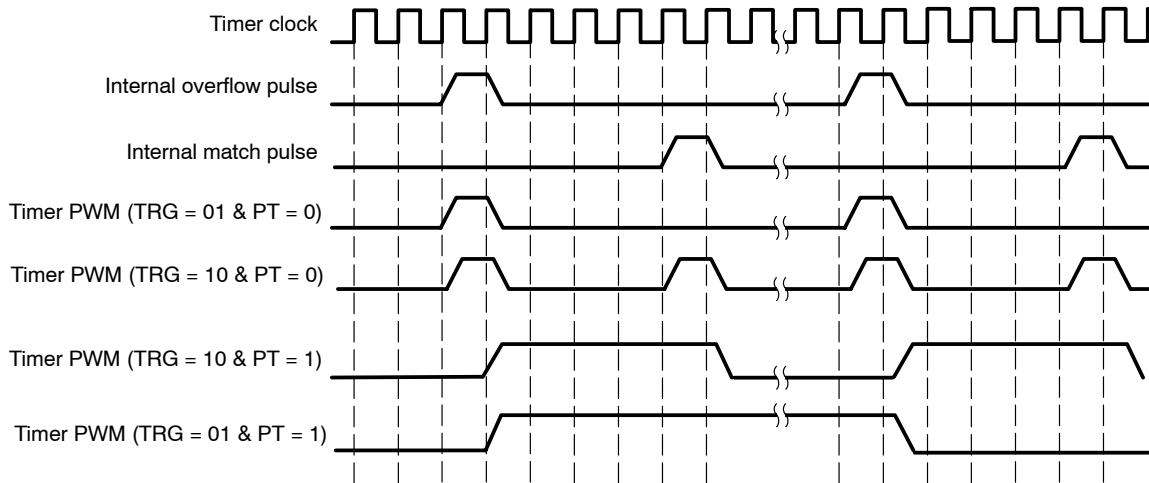 Timer clock
Internal overflow pulse
Internal match pulse
Timer PWM (TRG = 01 & PT = 0)
Timer PWM (TRG = 10 & PT = 0)
Timer PWM (TRG = 10 & PT = 1)
Timer PWM (TRG = 01 & PT = 1)